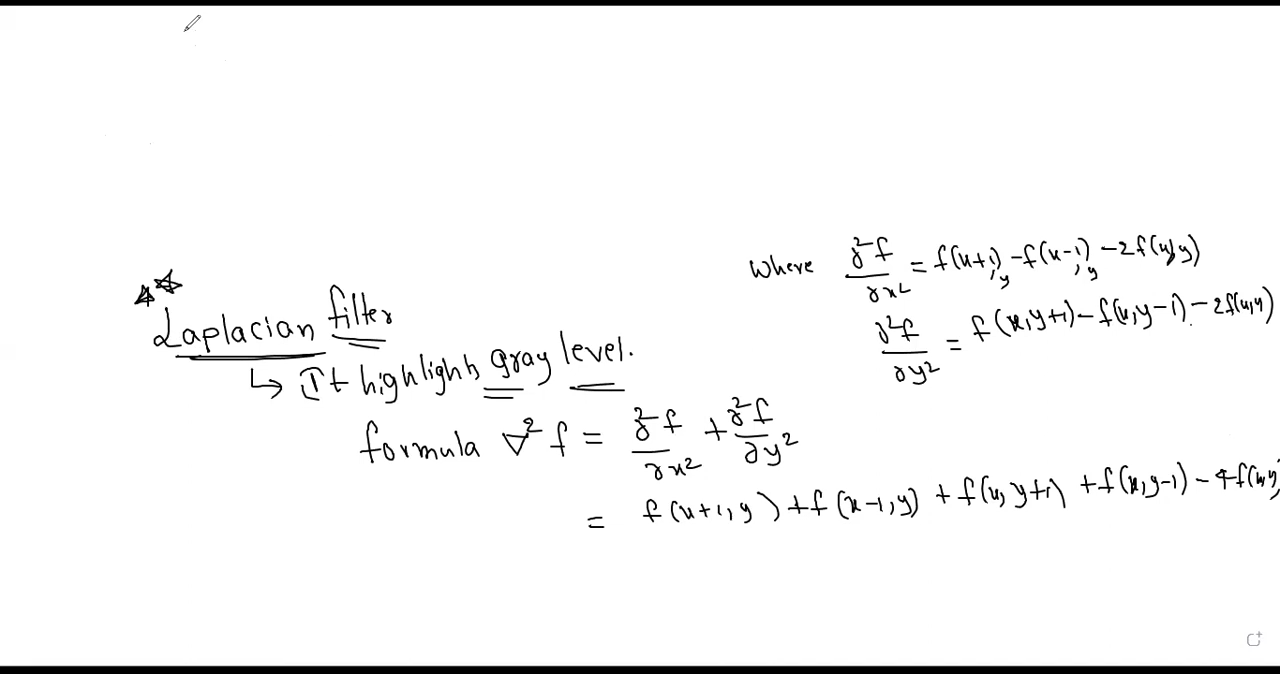 Where ∂²f/∂x² = f(x+1,y) - f(x-1,y) - 2f(x,y)
∂²f/∂y² = f(x,y+1) - f(x,y-1) - 2f(x,y)
Laplacian filter
↳ It highlights gray level.
formula ∇²f = ∂²f/∂x² + ∂²f/∂y²
= f(x+1,y) + f(x-1,y) + f(x,y+1) + f(x,y-1) - 4f(x,y)